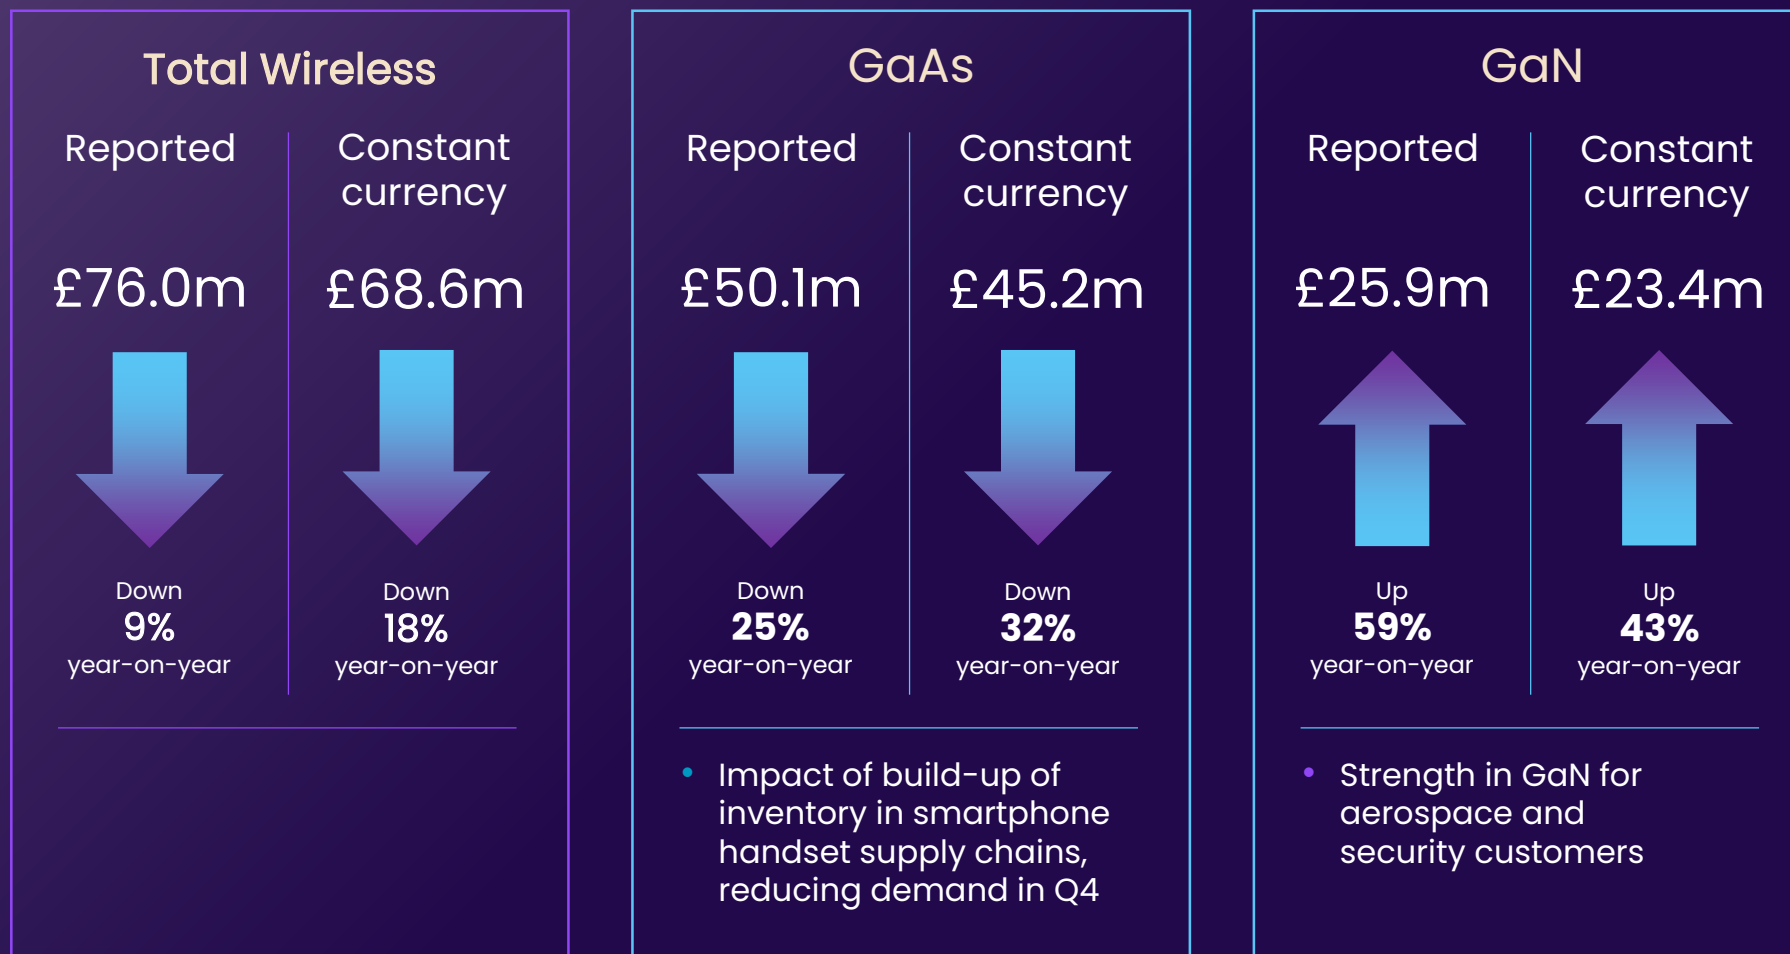 Total Wireless
Reported
Constant
currency
£76.0m
£68.6m
Down
9%
year-on-year
Down
18%
year-on-year
GaAs
Reported
Constant
currency
£50.1m
£45.2m
Down
25%
year-on-year
Down
32%
year-on-year
• Impact of build-up of
inventory in smartphone
handset supply chains,
reducing demand in Q4
GaN
Reported
Constant
currency
£25.9m
£23.4m
Up
59%
year-on-year
Up
43%
year-on-year
• Strength in GaN for
aerospace and
security customers